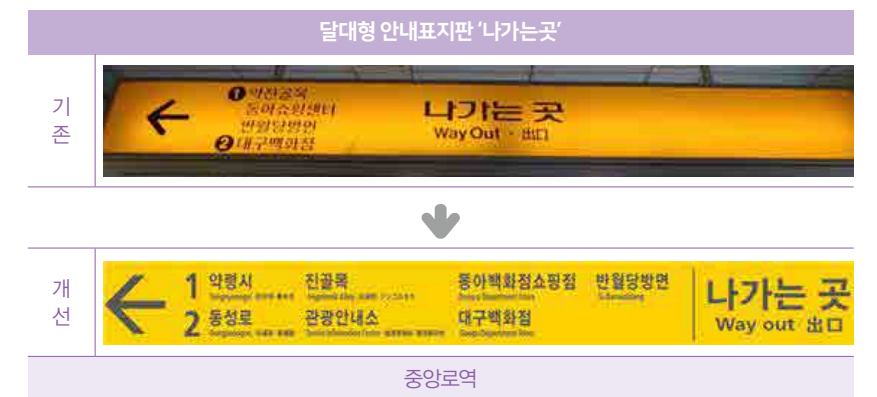 달대형 안내표지판 ‘나가는곳’
기존
❶ 약전골목
동아쇼핑센터
반월당방면
❷ 대구백화점
나가는 곳
Way Out · 出口
개선
1 약령시 진골목 동아백화점쇼핑점 반월당방면
2 동성로 관광안내소 대구백화점
나가는 곳
Way out 出口
중앙로역